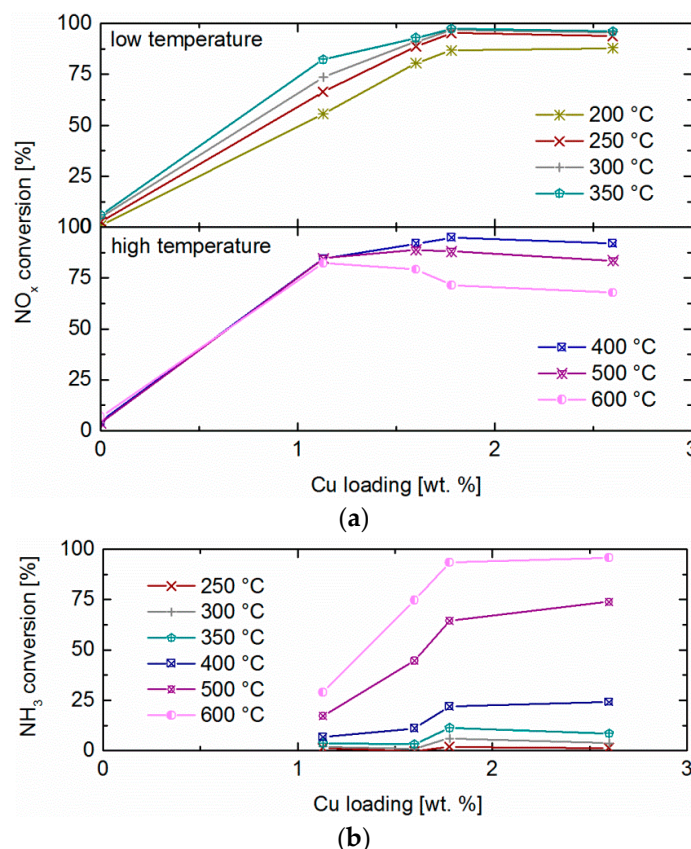 100
low temperature
75
50
25
200 °C
250 °C
300 °C
350 °C
NOx conversion [%]
100
high temperature
75
50
25
0
400 °C
500 °C
600 °C
0 1 2 3
Cu loading [wt. %]
(a)
100
75
50
25
0
NH3 conversion [%]
250 °C
300 °C
350 °C
400 °C
500 °C
600 °C
0 1 2 3
Cu loading [wt. %]
(b)